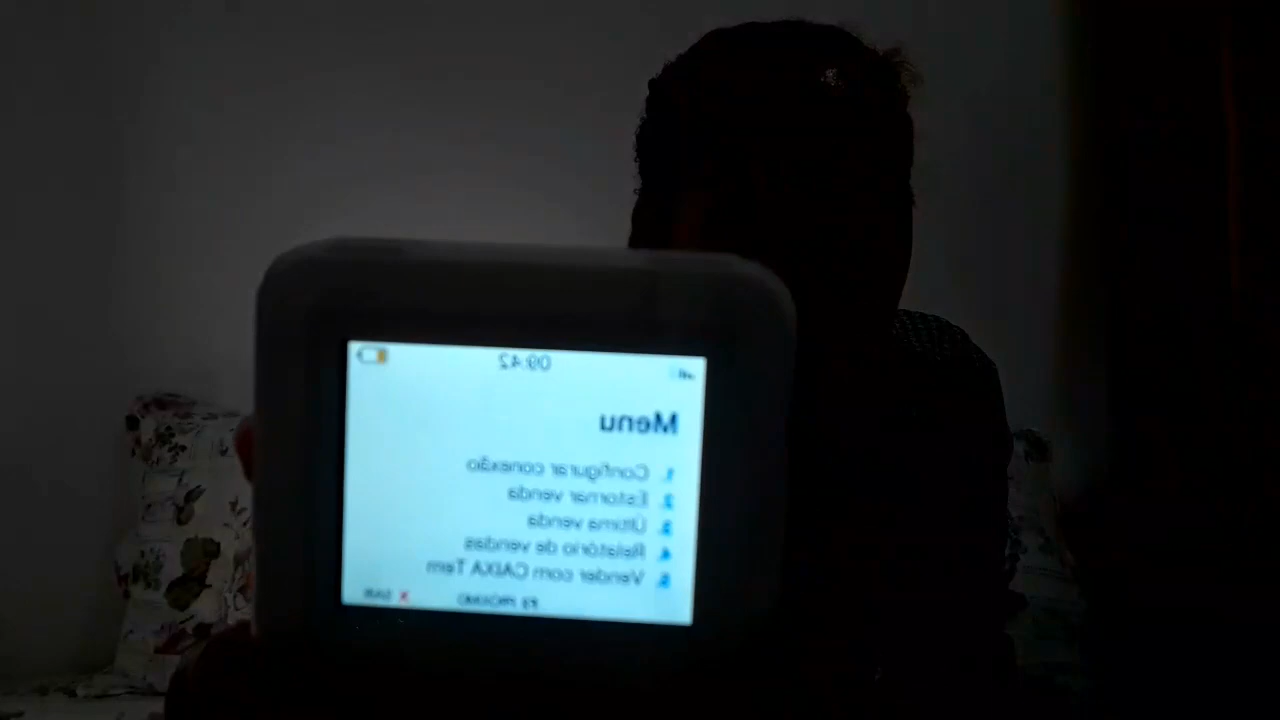 09:42
Menu
1. Configurar conexão
2. Estornar venda
3. Última venda
4. Relatório de vendas
5. Vender com CAIXA Tem
X SAIR